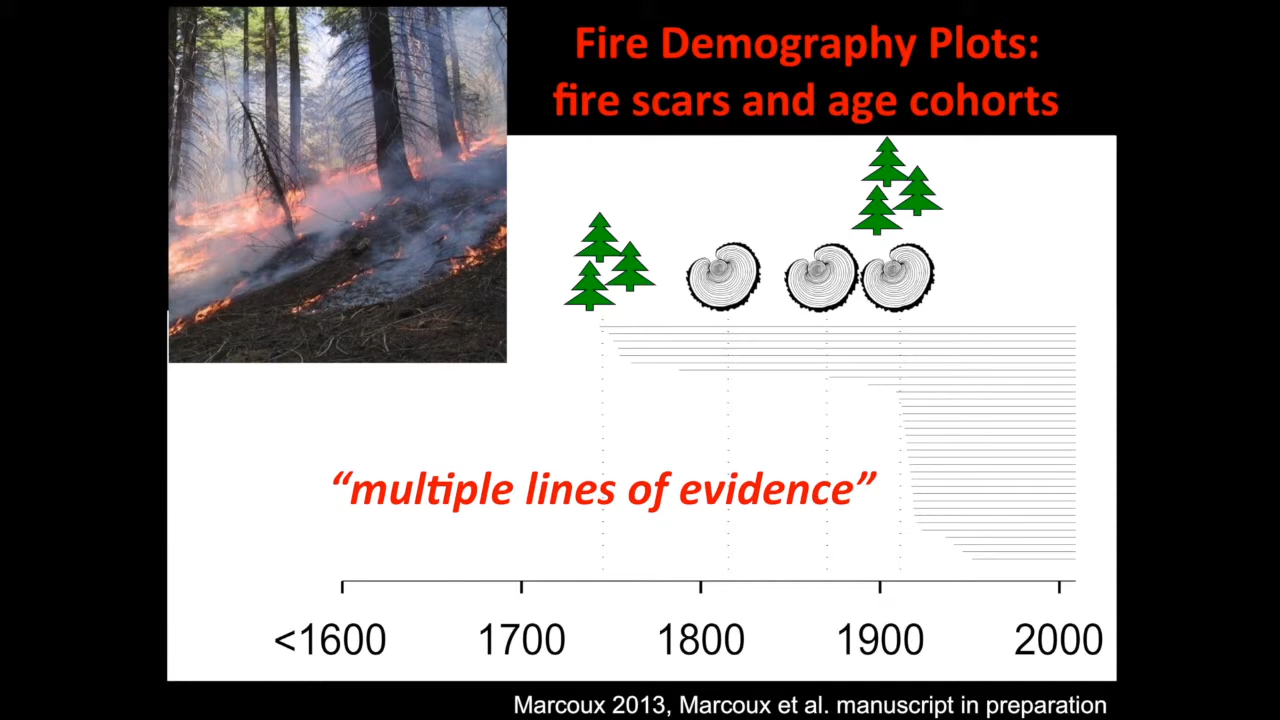 Fire Demography Plots:
fire scars and age cohorts
“multiple lines of evidence”
<1600 1700 1800 1900 2000
Marcoux 2013, Marcoux et al. manuscript in preparation